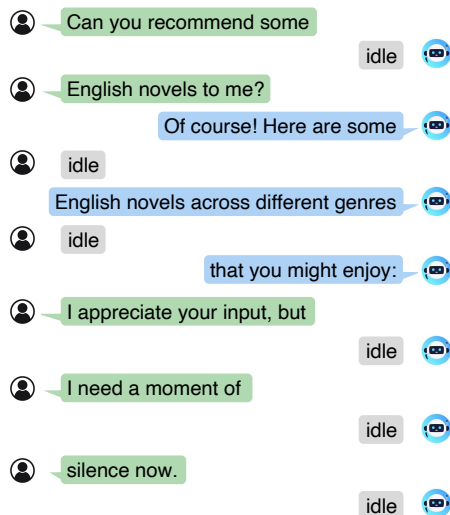 Can you recommend some
idle
English novels to me?
Of course! Here are some
idle
English novels across different genres
idle
that you might enjoy:
I appreciate your input, but
idle
I need a moment of
idle
silence now.
idle